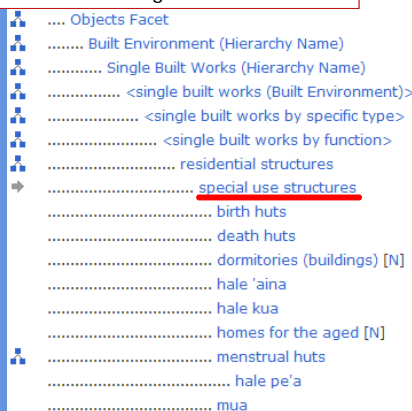 .... Objects Facet
........ Built Environment (Hierarchy Name)
............ Single Built Works (Hierarchy Name)
................ <single built works (Built Environment)>
.................... <single built works by specific type>
........................ <single built works by function>
............................ residential structures
................................ special use structures
.................................... birth huts
.................................... death huts
.................................... dormitories (buildings) [N]
.................................... hale 'aina
.................................... hale kua
.................................... homes for the aged [N]
.................................... menstrual huts
........................................ hale pe'a
.................................... mua